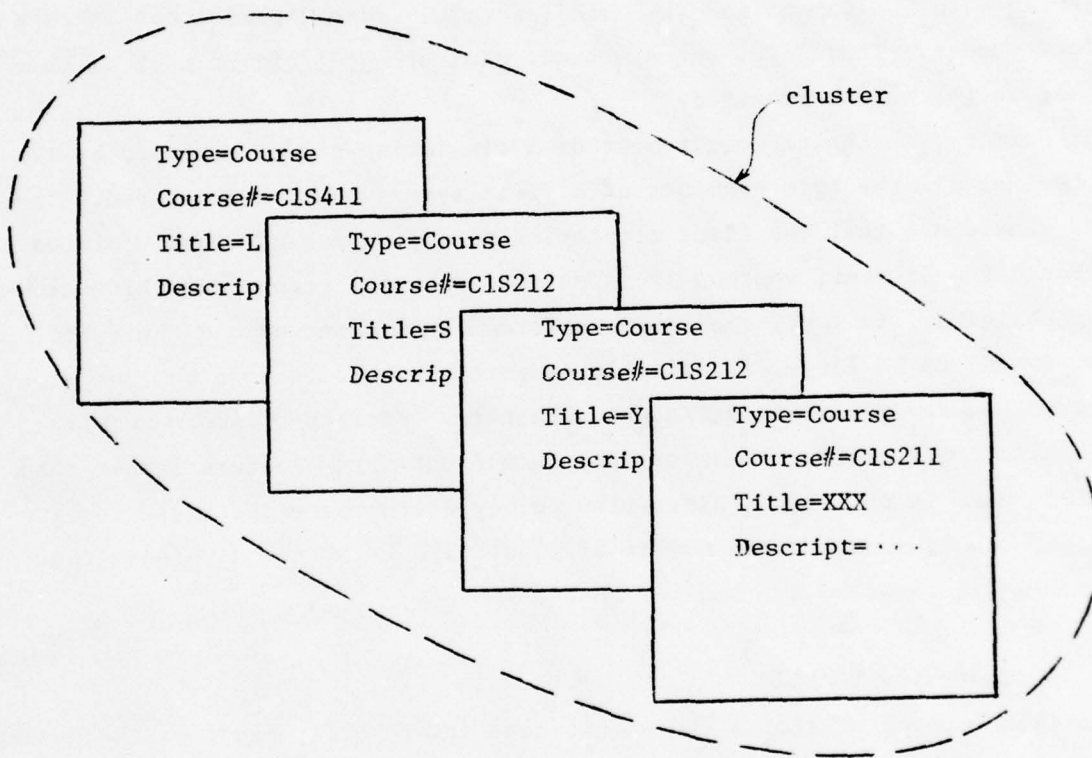 cluster
Type=Course
Course#=C1S411
Title=L
Descrip
Type=Course
Course#=C1S212
Title=S
Descrip
Type=Course
Course#=C1S212
Title=Y
Descrip
Type=Course
Course#=C1S211
Title=XXX
Descript=...